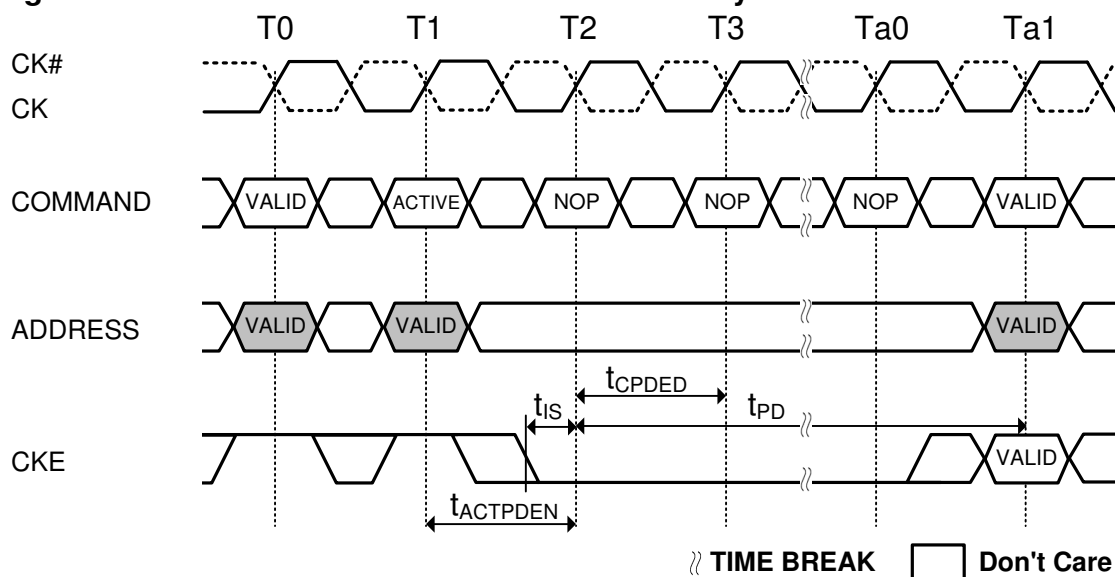 T0 T1 T2 T3 Ta0 Ta1
CK#
CK
COMMAND VALID ACTIVE NOP NOP NOP VALID
ADDRESS VALID VALID VALID
tCPDED
tIS tPD
CKE VALID
tACTPDEN
TIME BREAK Don't Care